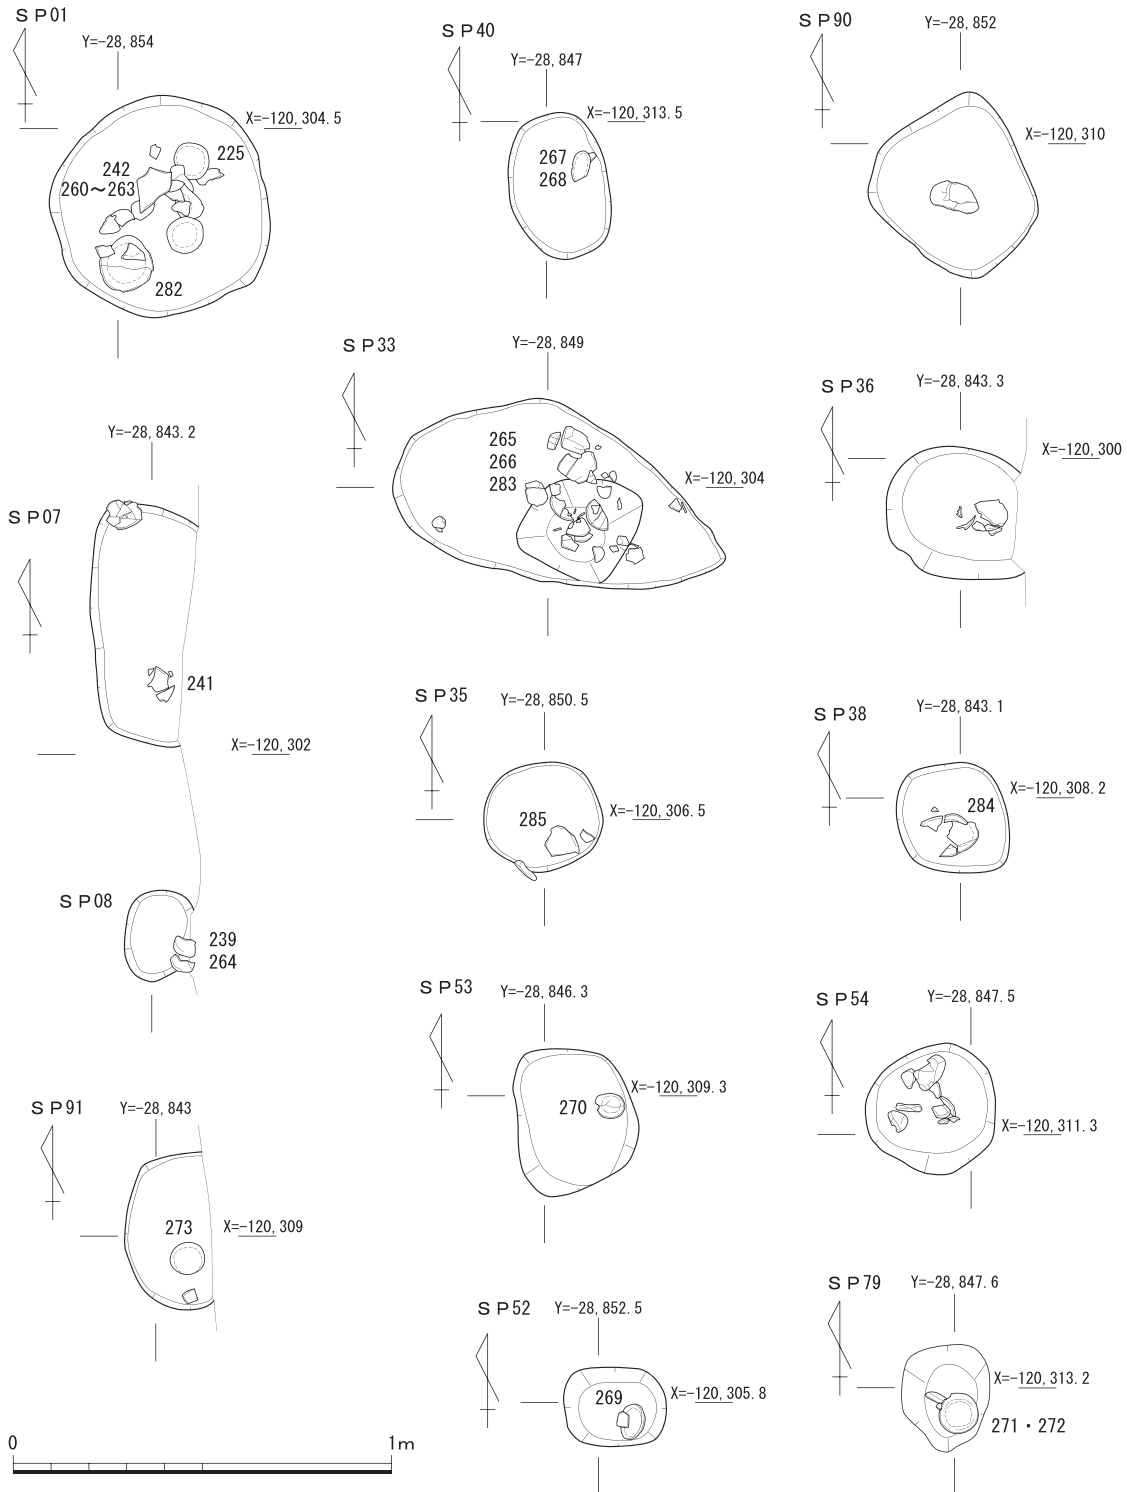 SP01
Y=-28,854
X=-120,304.5
225
242
260～263
282
SP40
Y=-28,847
X=-120,313.5
267
268
SP90
Y=-28,852
X=-120,310
SP33
Y=-28,849
X=-120,304
265
266
283
SP36
Y=-28,843.3
X=-120,300
SP07
Y=-28,843.2
241
X=-120,302
SP35
Y=-28,850.5
X=-120,306.5
285
SP38
Y=-28,843.1
X=-120,308.2
284
SP08
239
264
SP53
Y=-28,846.3
X=-120,309.3
270
SP54
Y=-28,847.5
X=-120,311.3
SP91
Y=-28,843
X=-120,309
273
SP52
Y=-28,852.5
X=-120,305.8
269
SP79
Y=-28,847.6
X=-120,313.2
271・272
0
1m